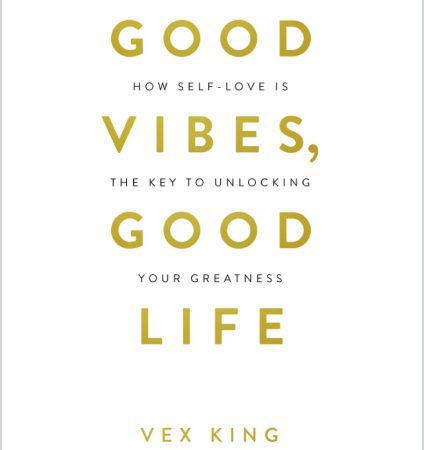 GOOD
HOW SELF-LOVE IS
VIBES,
THE KEY TO UNLOCKING
GOOD
YOUR GREATNESS
LIFE
VEX KING